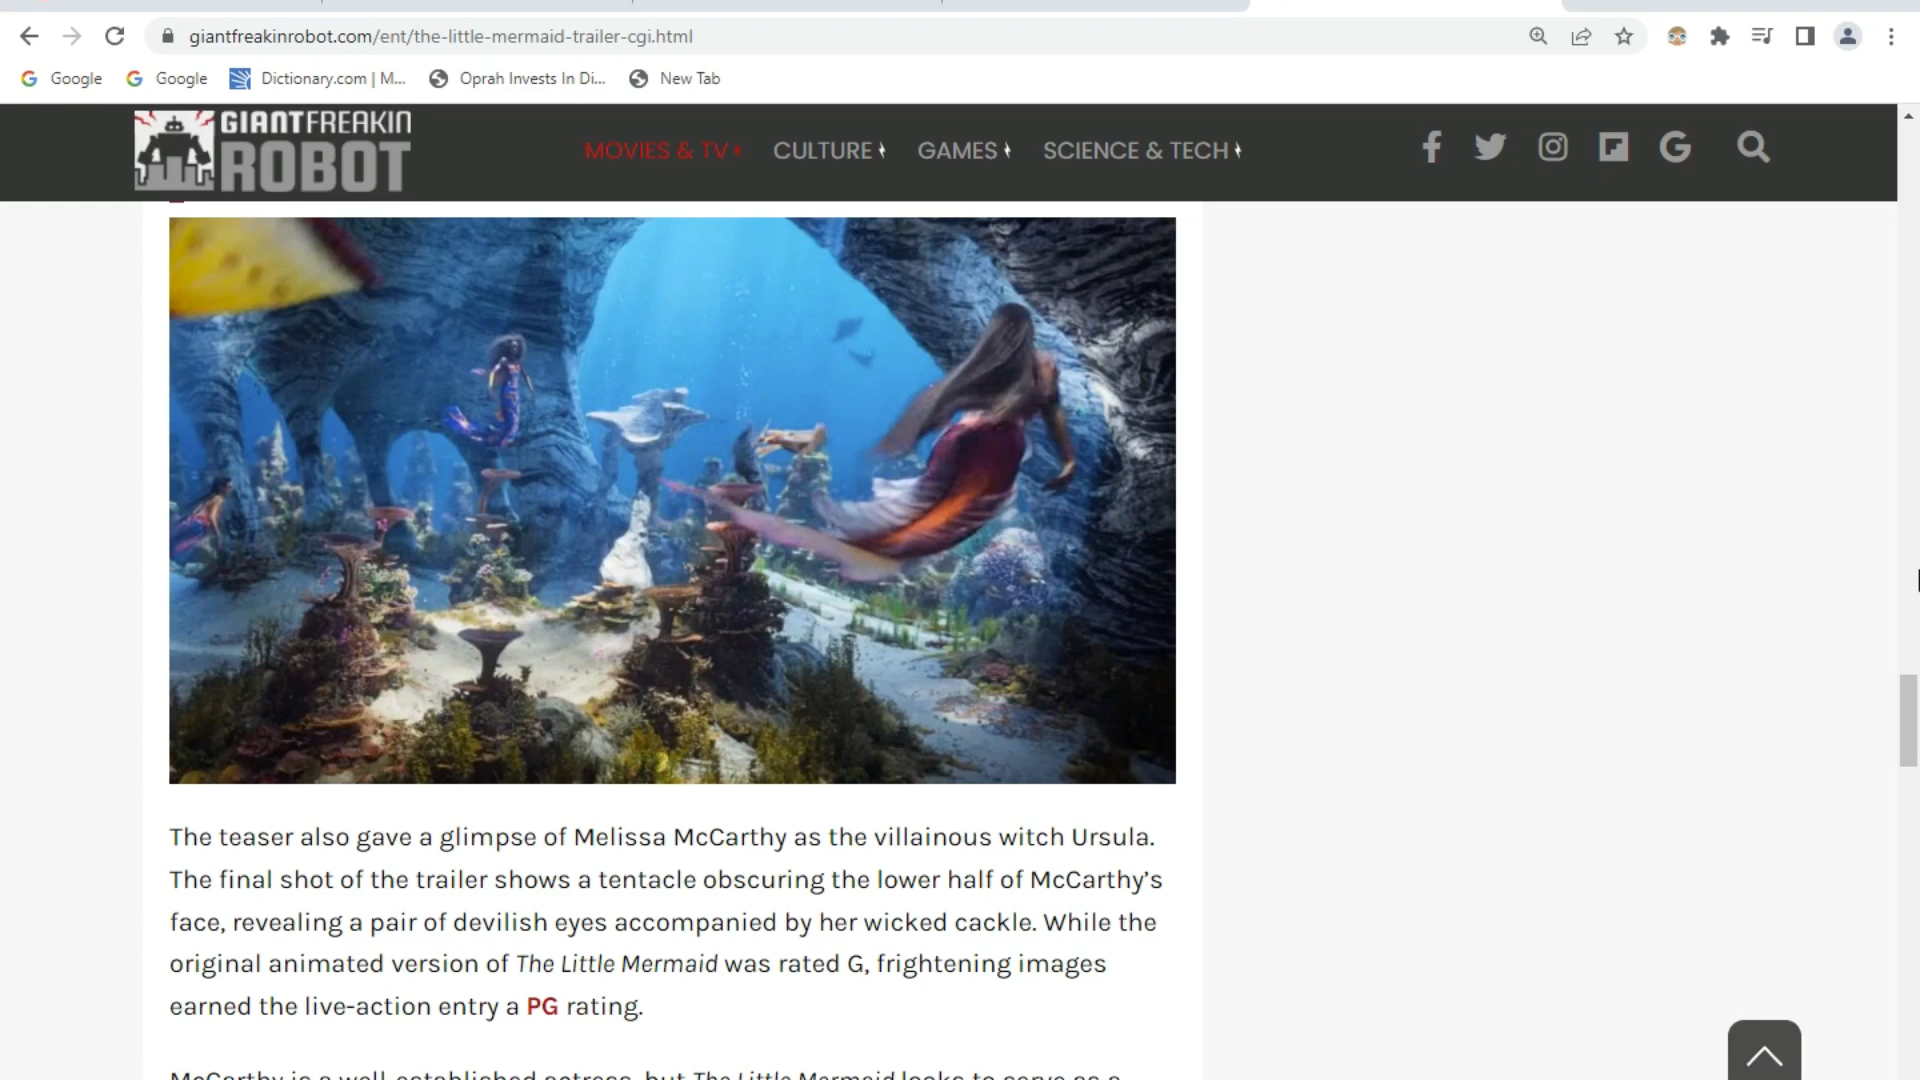 giantfreakinrobot.com/ent/the-little-mermaid-trailer-cgi.html
Google Google Dictionary.com | M... Oprah Invests In Di... New Tab
GIANTFREAKIN
ROBOT
MOVIES & TV CULTURE GAMES SCIENCE & TECH
The teaser also gave a glimpse of Melissa McCarthy as the villainous witch Ursula.
The final shot of the trailer shows a tentacle obscuring the lower half of McCarthy’s
face, revealing a pair of devilish eyes accompanied by her wicked cackle. While the
original animated version of The Little Mermaid was rated G, frightening images
earned the live-action entry a PG rating.
McCarthy is a well-established actress, but The Little Mermaid looks to serve as a